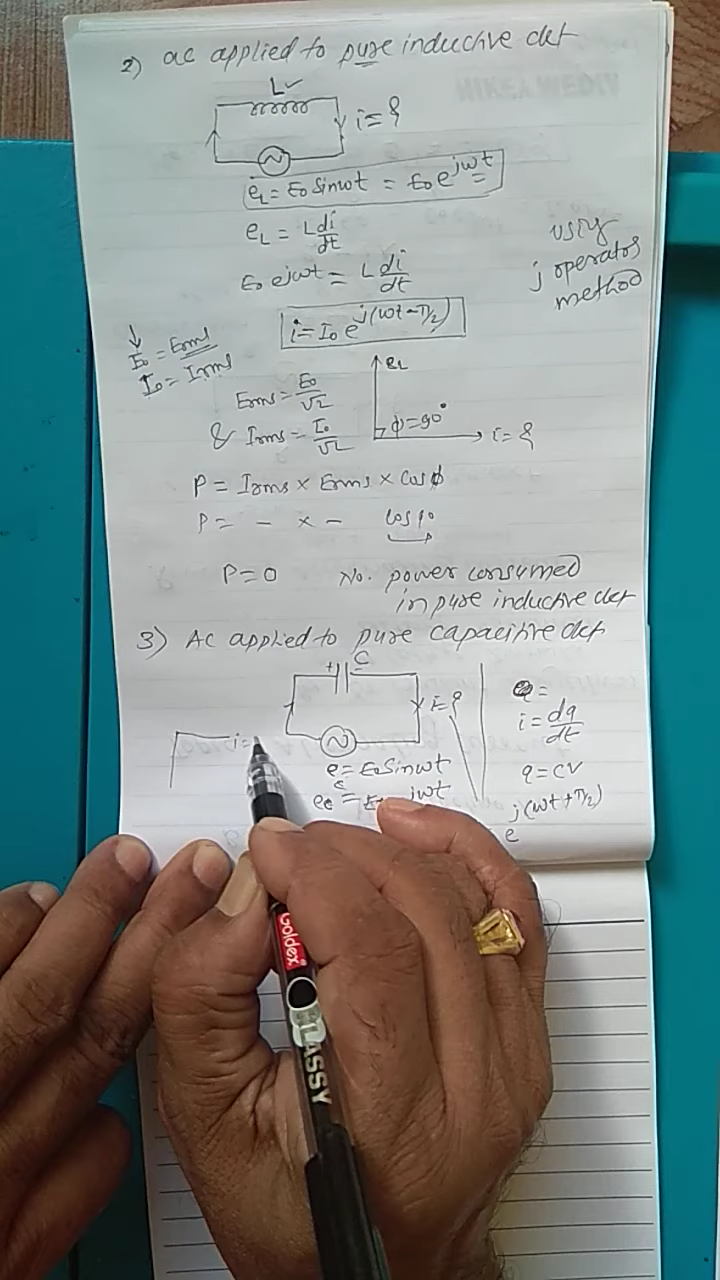 2) ac applied to pure inductive ckt
L
i=?
eL = E0 sinωt = E0 e^jωt
eL = L di/dt
E0 ejωt = L di/dt
using
j operator
method
i = I0 e^j(ωt-π/2)
E0 = Erms
I0 = Irms
Erms = E0/√2
& Irms = I0/√2
eL
φ=90°
i=?
P = Irms x Erms x Cosφ
P = - x - Cos90
P=0 No. power consumed
in pure inductive ckt
3) AC applied to pure capacitive ckt
+ C
i=?
i = dq/dt
q = CV
i=
e = E0 sinωt
ec = jωt
e^j(ωt+π/2)
Goldex
CLASSY